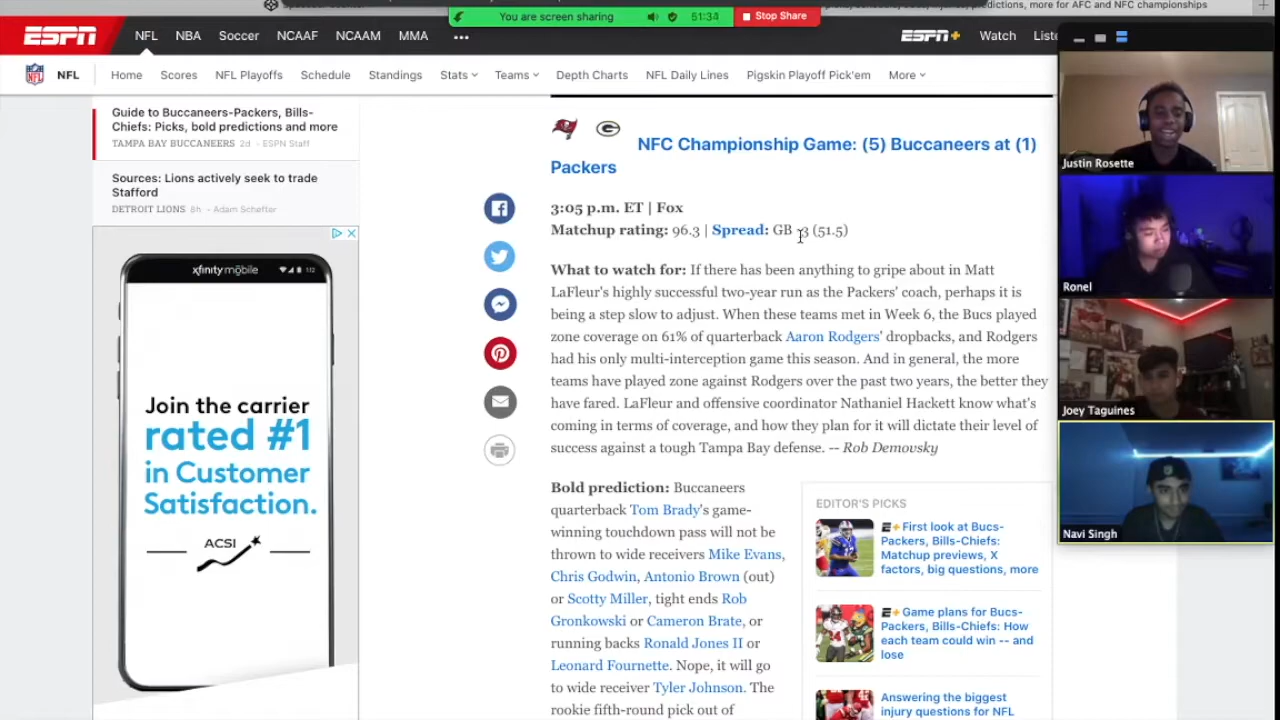 picks, schedule, odds, injuries, predictions, more for AFC and NFC championships
You are screen sharing
51:34
Stop Share
ESPN
NFL
NBA
Soccer
NCAAF
NCAAM
MMA
•••
ESPN+
Watch
NFL
Home
Scores
NFL Playoffs
Schedule
Standings
Stats
Teams
Depth Charts
NFL Daily Lines
Pigskin Playoff Pick'em
More
Guide to Buccaneers-Packers, Bills-
Chiefs: Picks, bold predictions and more
TAMPA BAY BUCCANEERS 2d - ESPN Staff
Sources: Lions actively seek to trade
Stafford
DETROIT LIONS 8h - Adam Schefter
xfinity mobile
1:12
Join the carrier
rated #1
in Customer
Satisfaction.
ACSI
NFC Championship Game: (5) Buccaneers at (1)
Packers
3:05 p.m. ET | Fox
Matchup rating: 96.3 | Spread: GB -3 (51.5)
What to watch for: If there has been anything to gripe about in Matt
LaFleur's highly successful two-year run as the Packers' coach, perhaps it is
being a step slow to adjust. When these teams met in Week 6, the Bucs played
zone coverage on 61% of quarterback Aaron Rodgers' dropbacks, and Rodgers
had his only multi-interception game this season. And in general, the more
teams have played zone against Rodgers over the past two years, the better they
have fared. LaFleur and offensive coordinator Nathaniel Hackett know what's
coming in terms of coverage, and how they plan for it will dictate their level of
success against a tough Tampa Bay defense. -- Rob Demovsky
Bold prediction: Buccaneers
quarterback Tom Brady's game-
winning touchdown pass will not be
thrown to wide receivers Mike Evans,
Chris Godwin, Antonio Brown (out)
or Scotty Miller, tight ends Rob
Gronkowski or Cameron Brate, or
running backs Ronald Jones II or
Leonard Fournette. Nope, it will go
to wide receiver Tyler Johnson. The
rookie fifth-round pick out of
EDITOR'S PICKS
E+ First look at Bucs-
Packers, Bills-Chiefs:
Matchup previews, X
factors, big questions, more
E+ Game plans for Bucs-
Packers, Bills-Chiefs: How
each team could win -- and
lose
Answering the biggest
injury questions for NFL
Justin Rosette
Ronel
Joey Taguines
Navi Singh